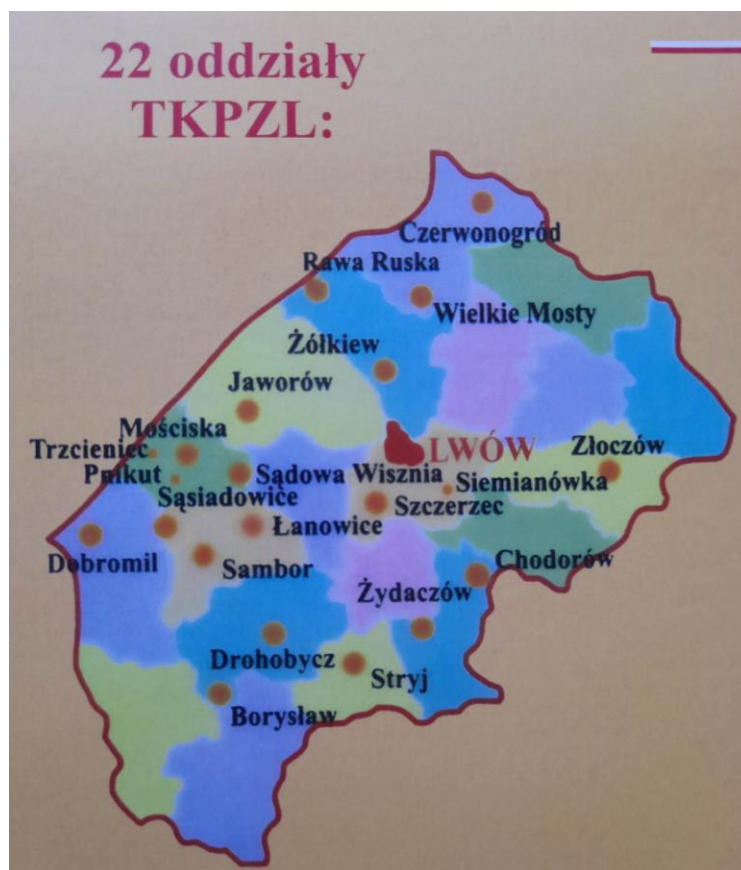 22 oddziały
TKPZL:
Czerwonogród
Rawa Ruska
Wielkie Mosty
Żółkiew
Jaworów
Mościska
Trzcieniec
LWÓW
Złoczów
Pnikut
Sądowa Wisznia
Siemianówka
Sąsiadowice
Szczerzec
Łanowice
Dobromil
Sambor
Chodorów
Żydaczów
Drohobycz
Stryj
Borysław